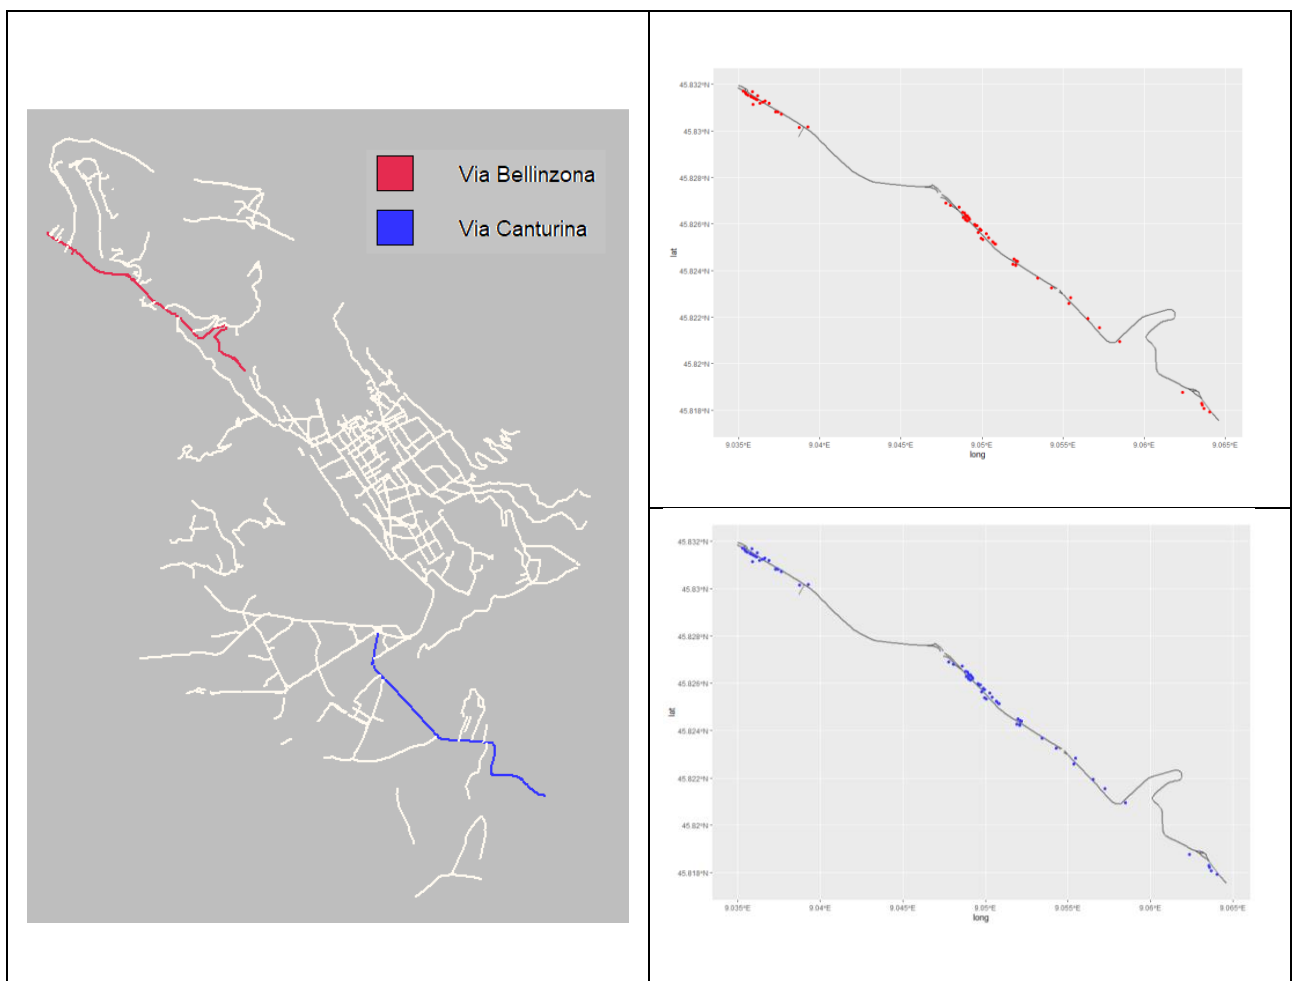 Via Bellinzona
Via Canturina
45.832°N
45.83°N
45.828°N
45.826°N
45.824°N
45.822°N
45.82°N
45.818°N
lat
9.035°E 9.04°E 9.045°E 9.05°E 9.055°E 9.06°E 9.065°E
long
45.832°N
45.83°N
45.828°N
45.826°N
45.824°N
45.822°N
45.82°N
45.818°N
lat
9.035°E 9.04°E 9.045°E 9.05°E 9.055°E 9.06°E 9.065°E
long